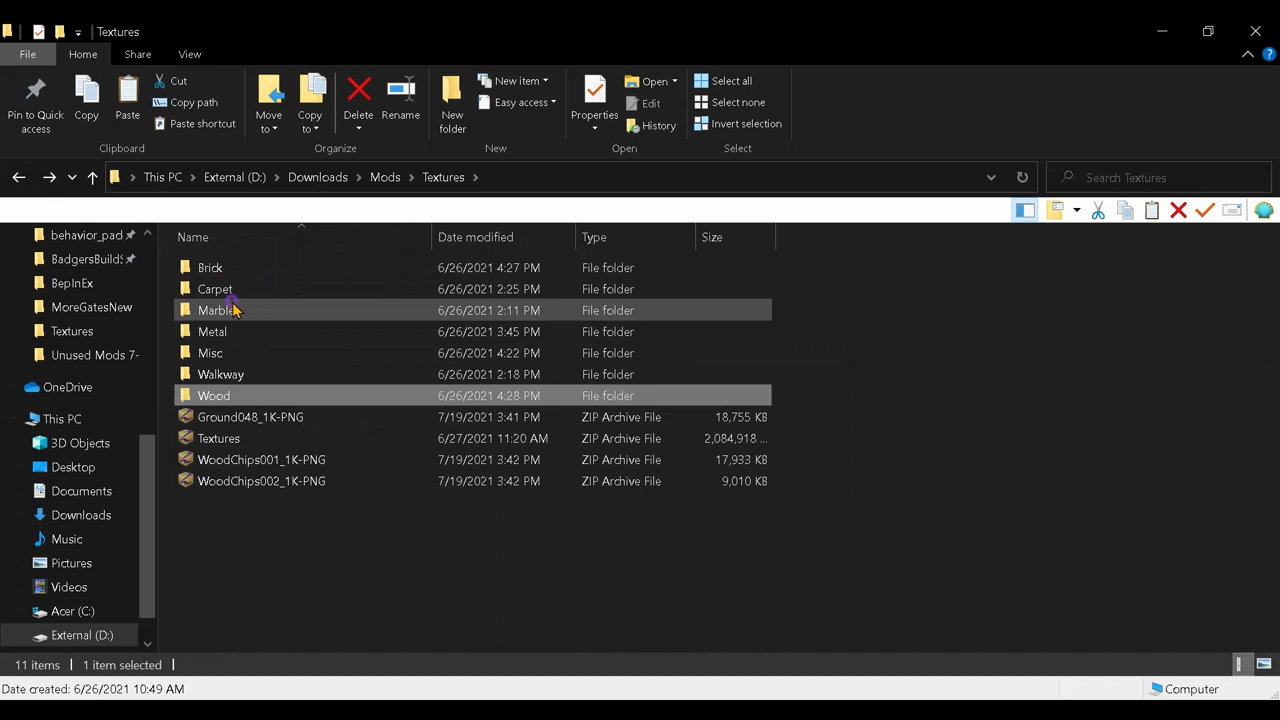 Textures
File Home Share View
Pin to Quick access
Copy
Paste
Cut
Copy path
Paste shortcut
Clipboard
Move to
Copy to
Delete
Rename
Organize
New folder
New item
Easy access
New
Properties
Open
Edit
History
Open
Select all
Select none
Invert selection
Select
This PC External (D:) Downloads Mods Textures
Search Textures
behavior_pad
BadgersBuildS
BepInEx
MoreGatesNew
Textures
Unused Mods 7-
OneDrive
This PC
3D Objects
Desktop
Documents
Downloads
Music
Pictures
Videos
Acer (C:)
External (D:)
Name Date modified Type Size
Brick 6/26/2021 4:27 PM File folder
Carpet 6/26/2021 2:25 PM File folder
Marble 6/26/2021 2:11 PM File folder
Metal 6/26/2021 3:45 PM File folder
Misc 6/26/2021 4:22 PM File folder
Walkway 6/26/2021 2:18 PM File folder
Wood 6/26/2021 4:28 PM File folder
Ground048_1K-PNG 7/19/2021 3:41 PM ZIP Archive File 18,755 KB
Textures 6/27/2021 11:20 AM ZIP Archive File 2,084,918 ...
WoodChips001_1K-PNG 7/19/2021 3:42 PM ZIP Archive File 17,933 KB
WoodChips002_1K-PNG 7/19/2021 3:42 PM ZIP Archive File 9,010 KB
11 items 1 item selected
Date created: 6/26/2021 10:49 AM Computer